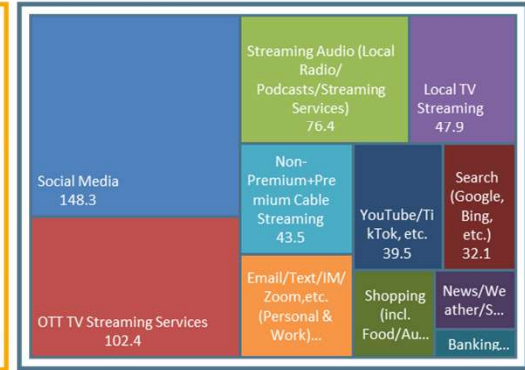 Social Media
148.3
OTT TV Streaming Services
102.4
Streaming Audio (Local
Radio/
Podcasts/Streaming
Services)
76.4
Local TV
Streaming
47.9
Non-
Premium+Pre
mium Cable
Streaming
43.5
YouTube/Ti
kTok, etc.
39.5
Search
(Google,
Bing,
etc.)
32.1
Email/Text/IM/
Zoom,etc.
(Personal &
Work)...
Shopping
(incl.
Food/Au...
News/We
ather/S...
Banking...